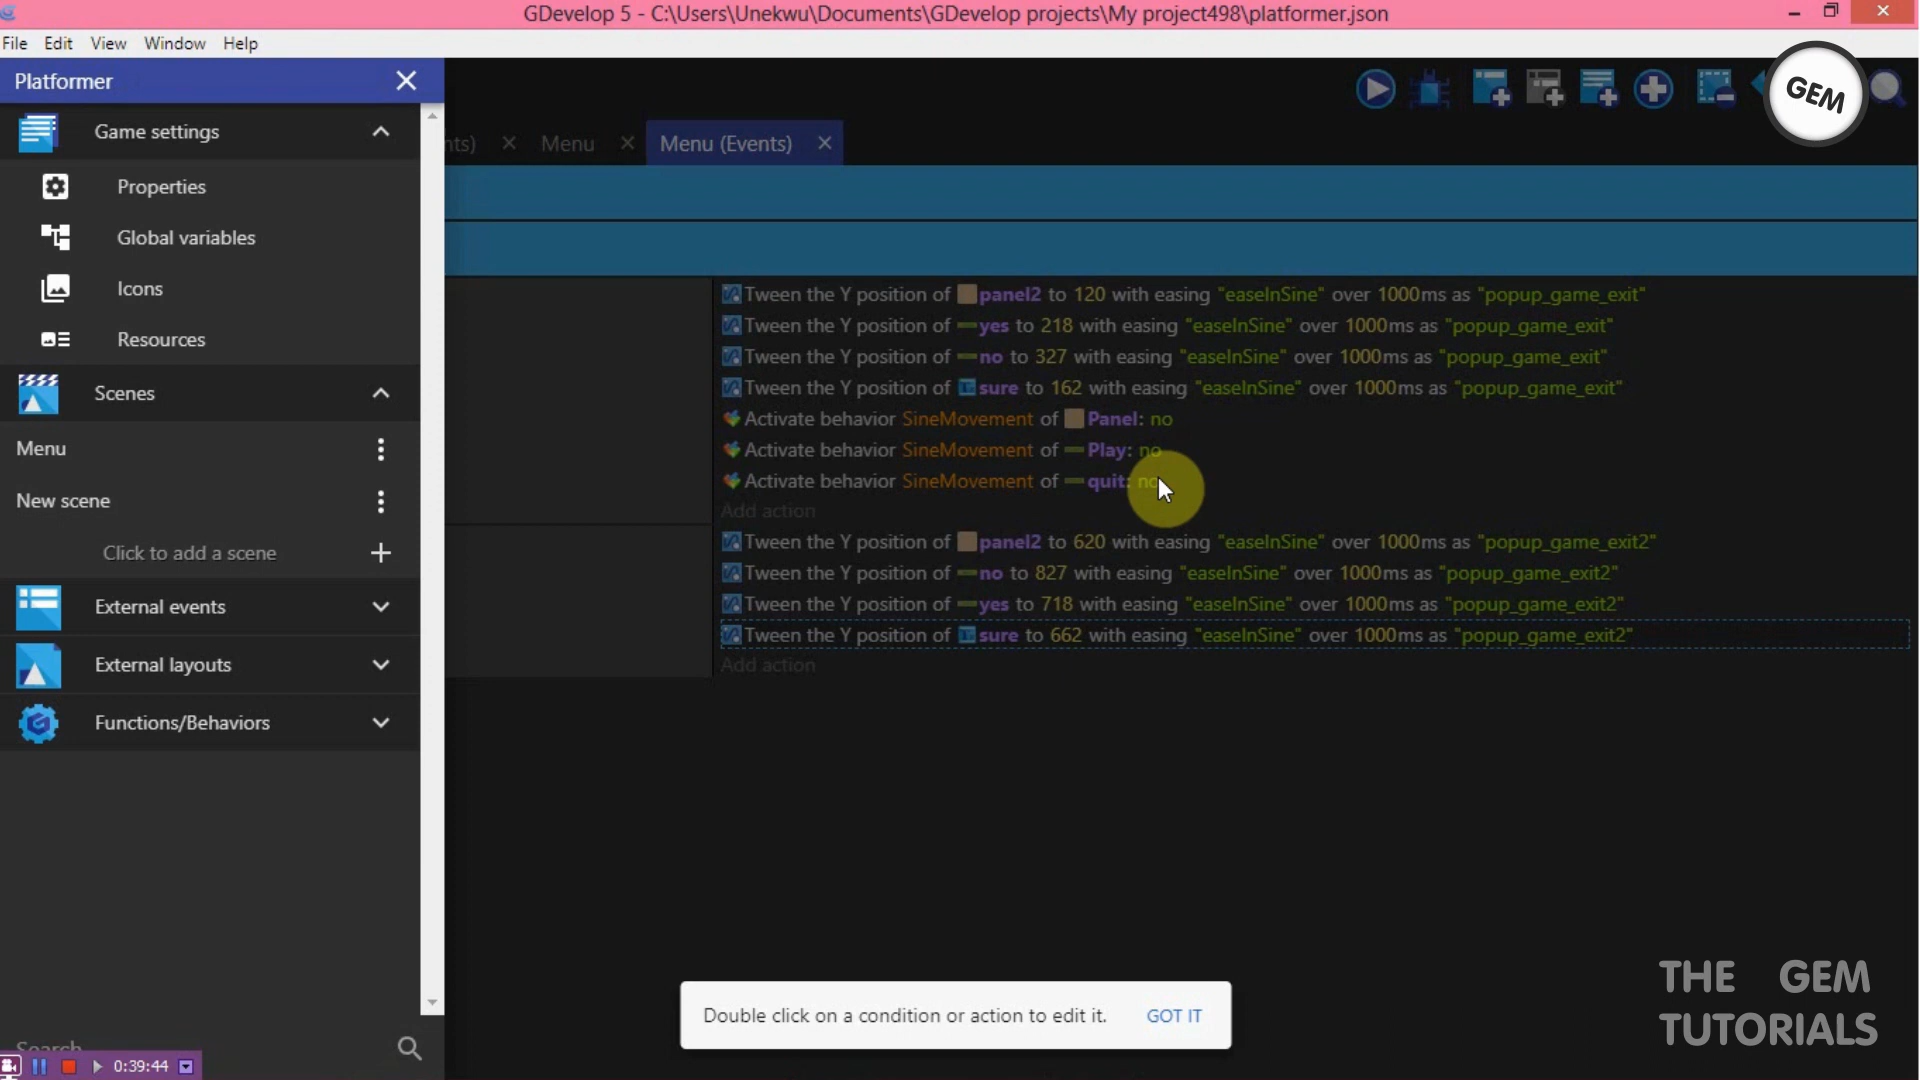 GDevelop 5 - C:\Users\Unekwu\Documents\GDevelop projects\My project498\platformer.json
File Edit View Window Help
Platformer
GEM
Game settings
nts) Menu Menu (Events)
Properties
Global variables
Icons
Resources
Scenes
Menu
New scene
Click to add a scene
External events
External layouts
Functions/Behaviors
Tween the Y position of panel2 to 120 with easing "easeInSine" over 1000ms as "popup_game_exit"
Tween the Y position of yes to 218 with easing "easeInSine" over 1000ms as "popup_game_exit"
Tween the Y position of no to 327 with easing "easeInSine" over 1000ms as "popup_game_exit"
Tween the Y position of sure to 162 with easing "easeInSine" over 1000ms as "popup_game_exit"
Activate behavior SineMovement of Panel: no
Activate behavior SineMovement of Play: no
Activate behavior SineMovement of quit: no
Add action
Tween the Y position of panel2 to 620 with easing "easeInSine" over 1000ms as "popup_game_exit2"
Tween the Y position of no to 827 with easing "easeInSine" over 1000ms as "popup_game_exit2"
Tween the Y position of yes to 718 with easing "easeInSine" over 1000ms as "popup_game_exit2"
Tween the Y position of sure to 662 with easing "easeInSine" over 1000ms as "popup_game_exit2"
Add action
Double click on a condition or action to edit it. GOT IT
THE GEM
TUTORIALS
Search
0:39:44